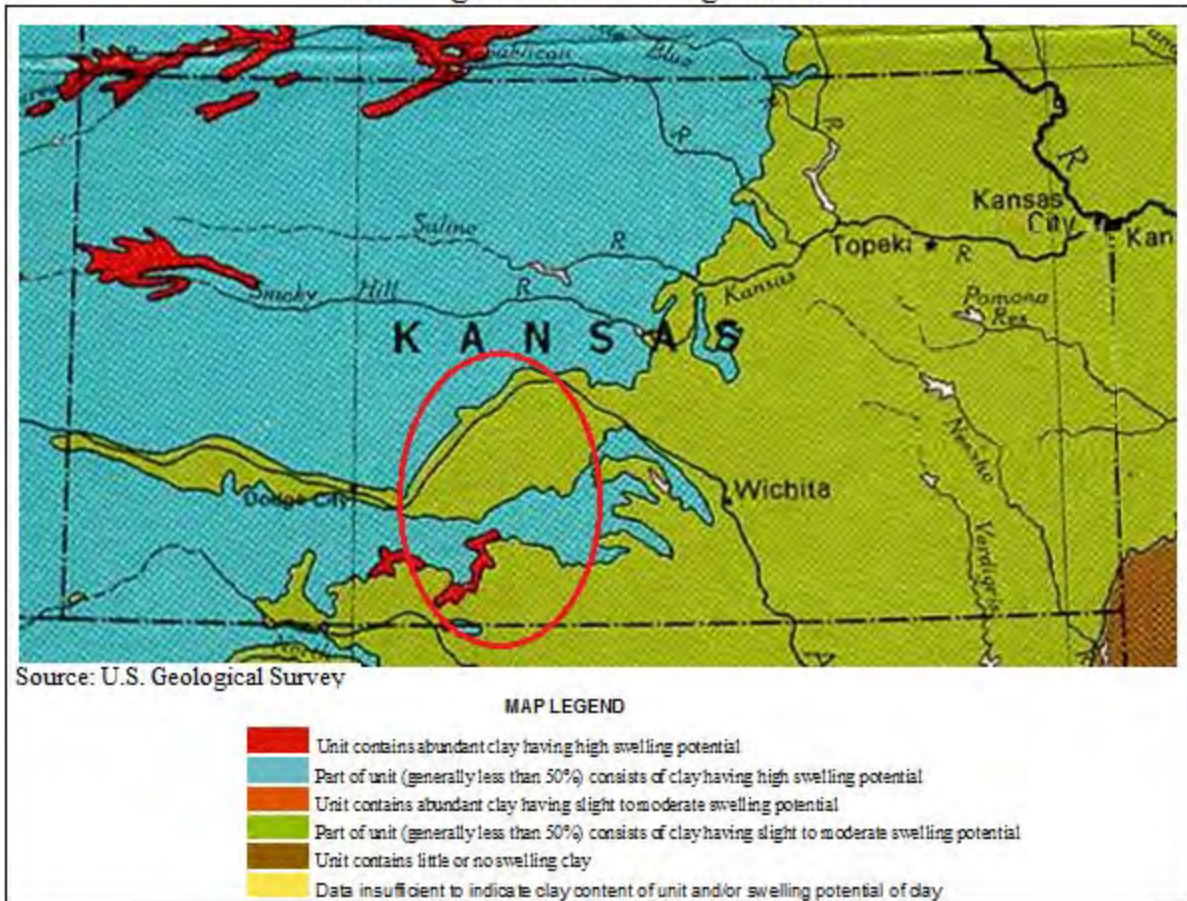 Republican
Blue
R
R
R
R
Saline
R
Smoky Hill R
Kansas
Topeki
R
Kansas
City
Kan
Pomona
Res
KANSAS
Neosho
Dodge City
Wichita
Verdigris
Source: U.S. Geological Survey
MAP LEGEND
Unit contains abundant clay having high swelling potential
Part of unit (generally less than 50%) consists of clay having high swelling potential
Unit contains abundant clay having slight to moderate swelling potential
Part of unit (generally less than 50%) consists of clay having slight to moderate swelling potential
Unit contains little or no swelling clay
Data insufficient to indicate clay content of unit and/or swelling potential of clay